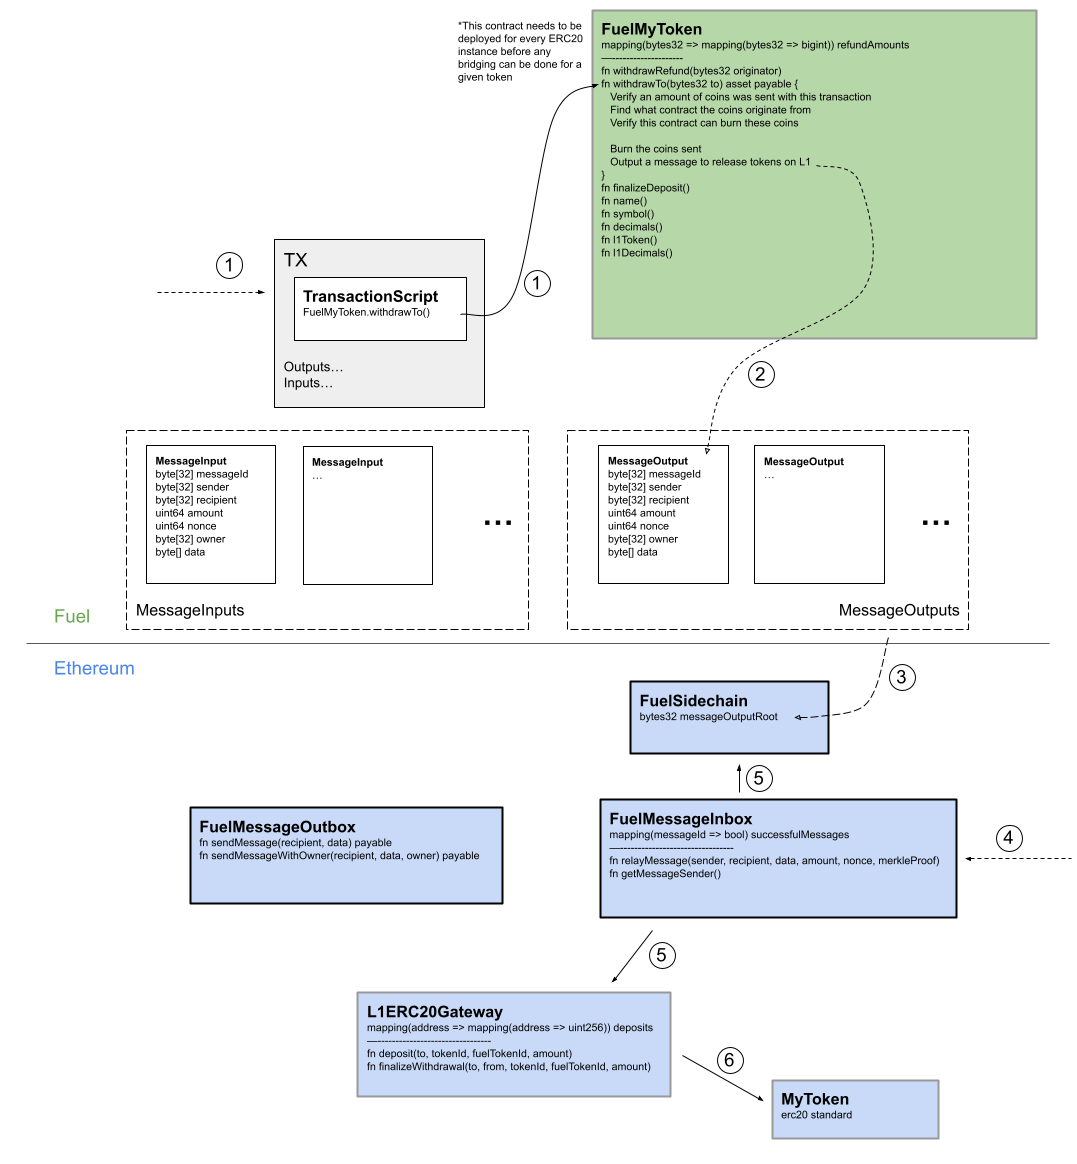 *This contract needs to be
deployed for every ERC20
instance before any
bridging can be done for a
given token
FuelMyToken
mapping(bytes32 => mapping(bytes32 => bigint)) refundAmounts
—--------------------
fn withdrawRefund(bytes32 originator)
fn withdrawTo(bytes32 to) asset payable {
Verify an amount of coins was sent with this transaction
Find what contract the coins originate from
Verify this contract can burn these coins
Burn the coins sent
Output a message to release tokens on L1
}
fn finalizeDeposit()
fn name()
fn symbol()
fn decimals()
fn l1Token()
fn l1Decimals()
1
TX
TransactionScript
FuelMyToken.withdrawTo()
Outputs…
Inputs…
1
2
MessageInput
byte[32] messageId
byte[32] sender
byte[32] recipient
uint64 amount
uint64 nonce
byte[32] owner
byte[] data
MessageInput
…
...
MessageInputs
MessageOutput
byte[32] messageId
byte[32] sender
byte[32] recipient
uint64 amount
uint64 nonce
byte[32] owner
byte[] data
MessageOutput
…
...
MessageOutputs
Fuel
Ethereum
3
FuelSidechain
bytes32 messageOutputRoot
5
FuelMessageOutbox
fn sendMessage(recipient, data) payable
fn sendMessageWithOwner(recipient, data, owner) payable
FuelMessageInbox
mapping(messageId => bool) successfulMessages
—----------------------------------
fn relayMessage(sender, recipient, data, amount, nonce, merkleProof)
fn getMessageSender()
4
5
L1ERC20Gateway
mapping(address => mapping(address => uint256)) deposits
—----------------------------------
fn deposit(to, tokenId, fuelTokenId, amount)
fn finalizeWithdrawal(to, from, tokenId, fuelTokenId, amount)
6
MyToken
erc20 standard